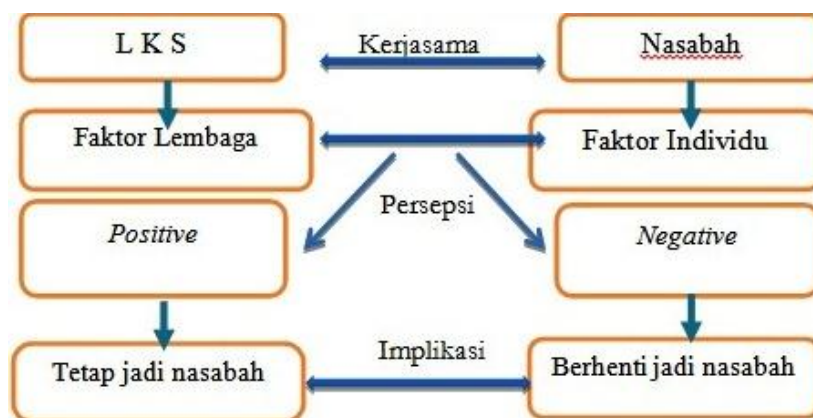 L K S
Kerjasama
Nasabah
Faktor Lembaga
Faktor Individu
Persepsi
Positive
Negative
Implikasi
Tetap jadi nasabah
Berhenti jadi nasabah